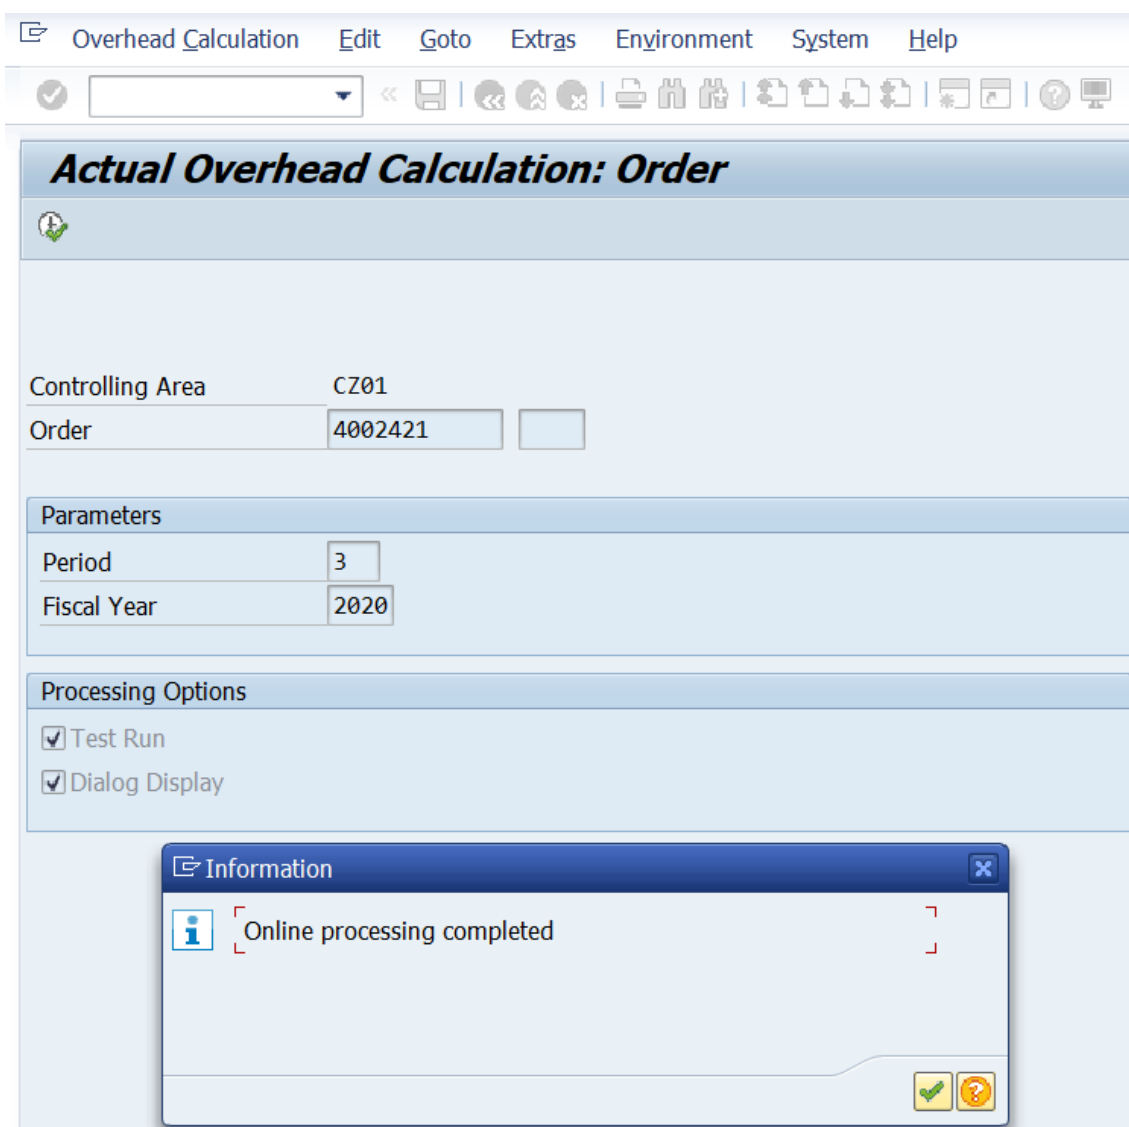 Overhead Calculation Edit Goto Extras Environment System Help
Actual Overhead Calculation: Order
Controlling Area CZ01
Order 4002421
Parameters
Period 3
Fiscal Year 2020
Processing Options
Test Run
Dialog Display
Information
Online processing completed